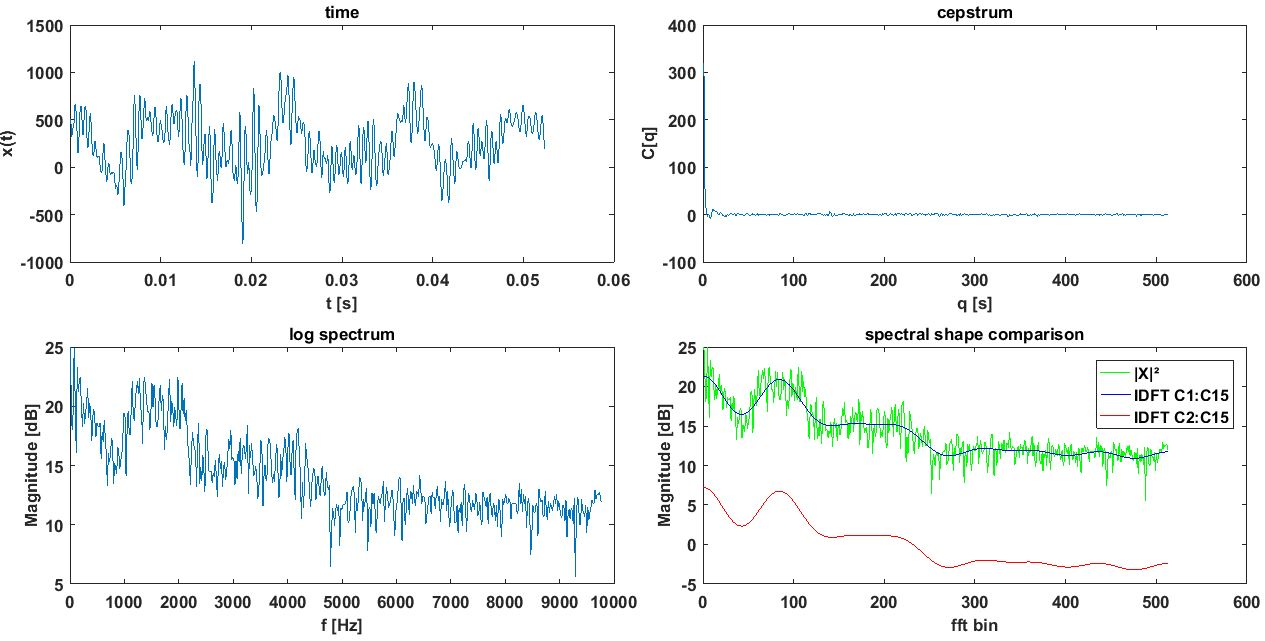 time
1500
1000
500
0
-500
-1000
x(t)
0 0.01 0.02 0.03 0.04 0.05 0.06
t [s]
cepstrum
400
300
200
100
0
-100
C[q]
0 100 200 300 400 500 600
q [s]
log spectrum
25
20
15
10
5
Magnitude [dB]
0 1000 2000 3000 4000 5000 6000 7000 8000 9000 10000
f [Hz]
spectral shape comparison
25
20
15
10
5
0
-5
Magnitude [dB]
|X|²
IDFT C1:C15
IDFT C2:C15
0 100 200 300 400 500 600
fft bin